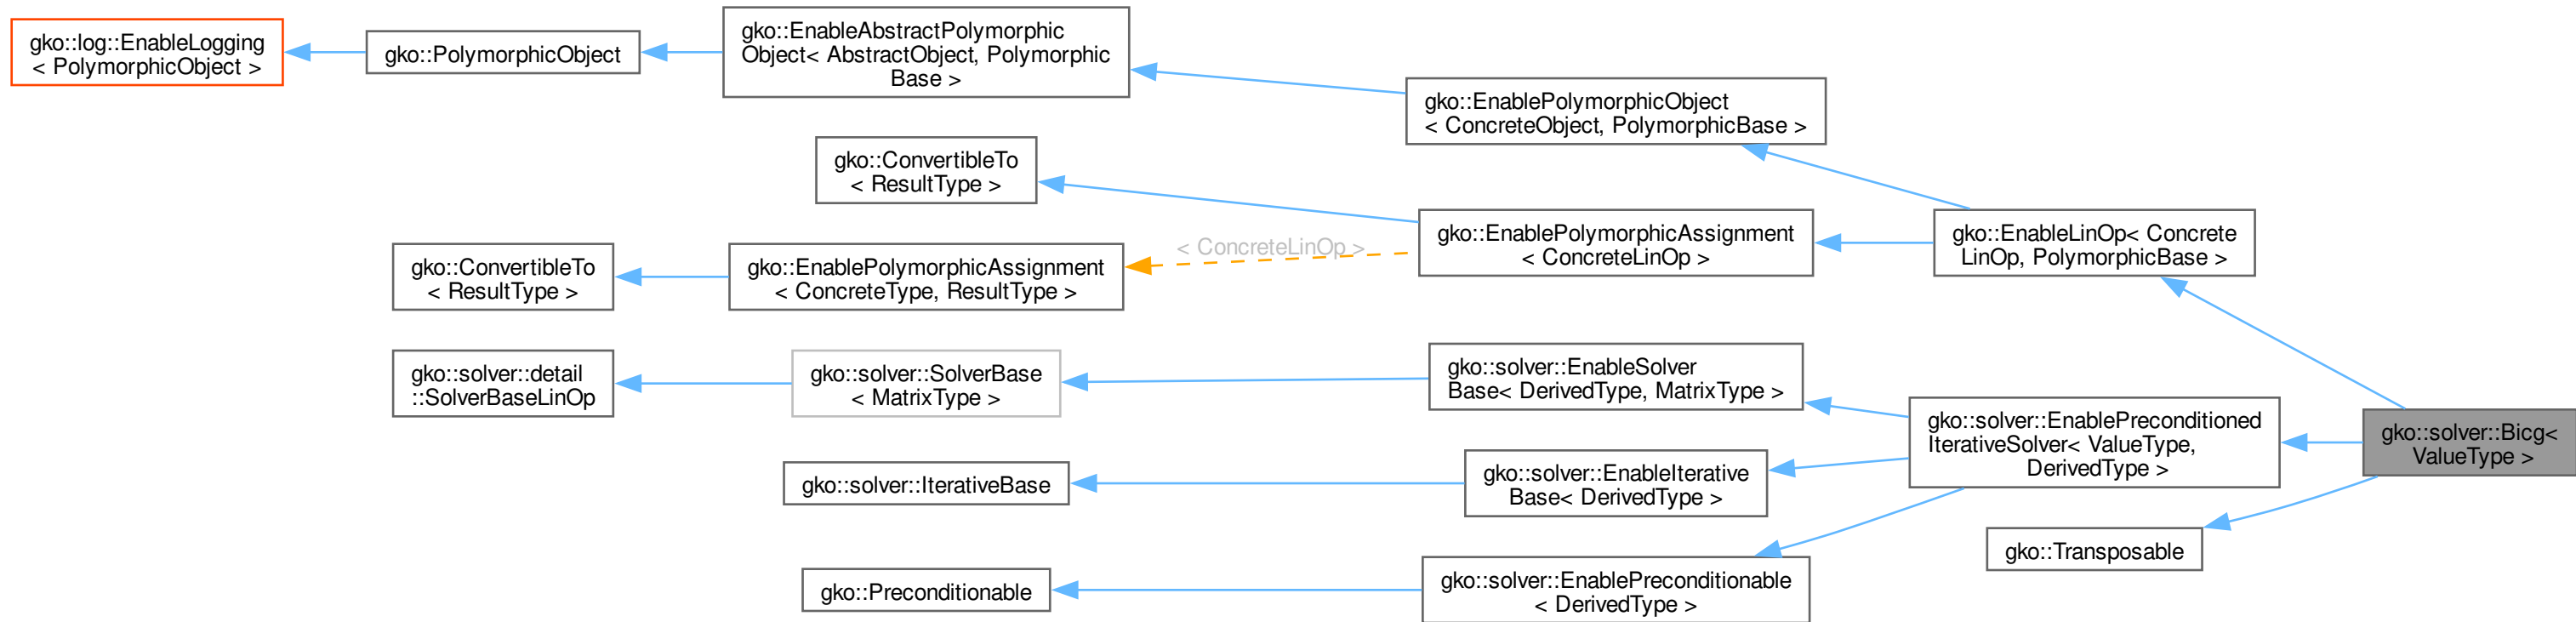 gko::log::EnableLogging
< PolymorphicObject >
gko::PolymorphicObject
gko::EnableAbstractPolymorphic
Object< AbstractObject, Polymorphic
Base >
gko::EnablePolymorphicObject
< ConcreteObject, PolymorphicBase >
gko::ConvertibleTo
< ResultType >
gko::EnablePolymorphicAssignment
< ConcreteLinOp >
gko::EnableLinOp< Concrete
LinOp, PolymorphicBase >
gko::ConvertibleTo
< ResultType >
gko::EnablePolymorphicAssignment
< ConcreteType, ResultType >
< ConcreteLinOp >
gko::solver::detail
::SolverBaseLinOp
gko::solver::SolverBase
< MatrixType >
gko::solver::EnableSolver
Base< DerivedType, MatrixType >
gko::solver::EnablePreconditioned
IterativeSolver< ValueType,
DerivedType >
gko::solver::Bicg<
ValueType >
gko::solver::IterativeBase
gko::solver::EnableIterative
Base< DerivedType >
gko::Transposable
gko::Preconditionable
gko::solver::EnablePreconditionable
< DerivedType >